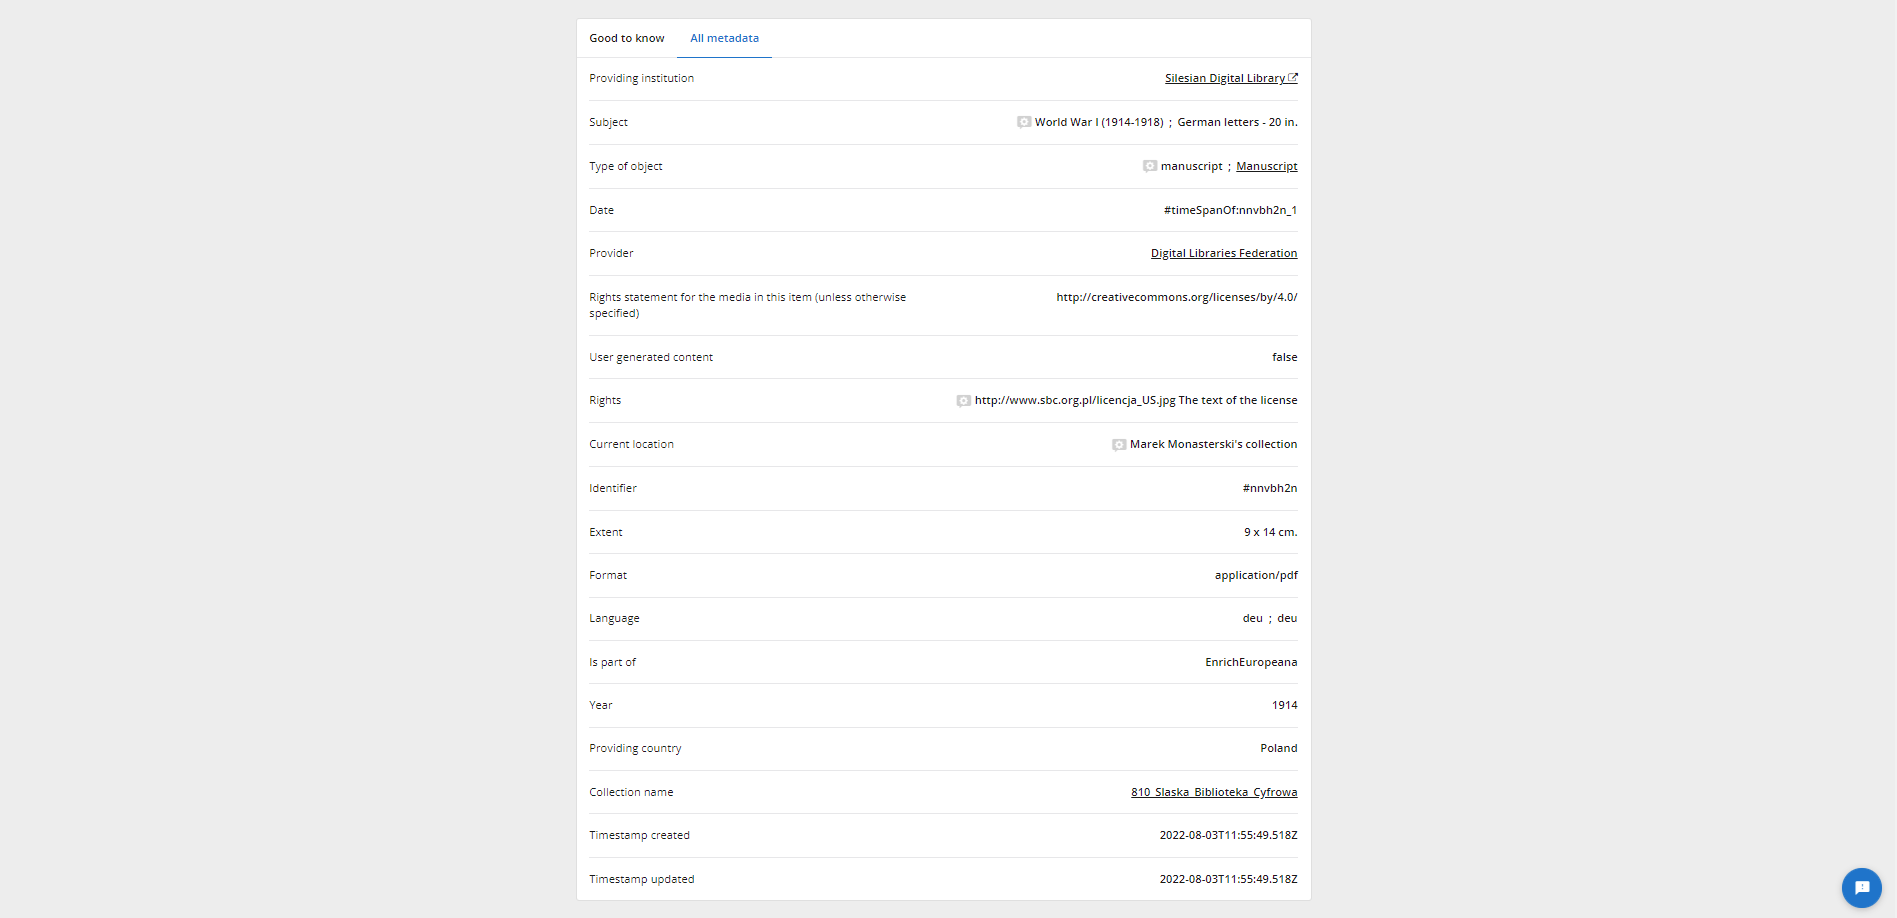 Good to know All metadata
Providing institution Silesian Digital Library
Subject World War I (1914-1918) ; German letters - 20 in.
Type of object manuscript ; Manuscript
Date #timeSpanOf:nnvbh2n_1
Provider Digital Libraries Federation
Rights statement for the media in this item (unless otherwise http://creativecommons.org/licenses/by/4.0/
specified)
User generated content false
Rights http://www.sbc.org.pl/licencja_US.jpg The text of the license
Current location Marek Monasterski's collection
Identifier #nnvbh2n
Extent 9 x 14 cm.
Format application/pdf
Language deu ; deu
Is part of EnrichEuropeana
Year 1914
Providing country Poland
Collection name 810_Slaska_Biblioteka_Cyfrowa
Timestamp created 2022-08-03T11:55:49.518Z
Timestamp updated 2022-08-03T11:55:49.518Z